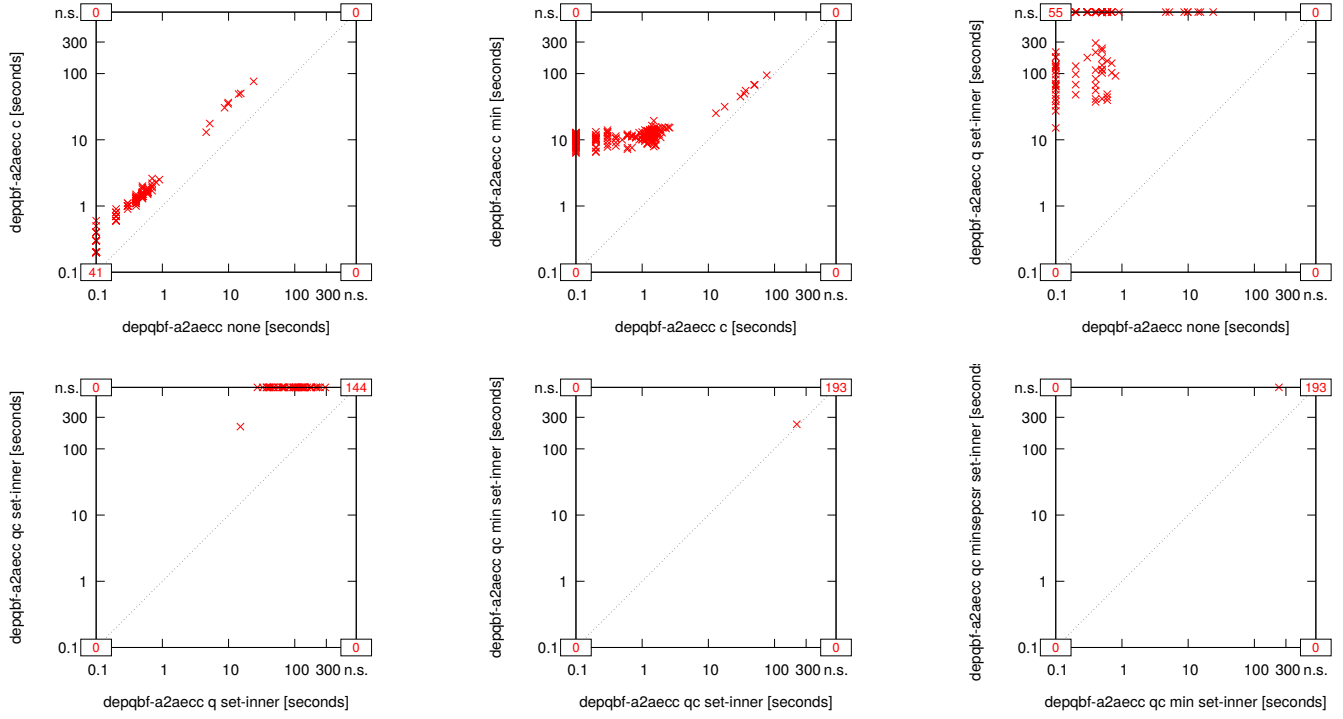 n.s. 0 0
300
100
10
1
0.1 41 0
0.1 1 10 100 300 n.s.
depqbf-a2aecc c [seconds]
depqbf-a2aecc none [seconds]
n.s. 0 0
300
100
10
1
0.1 0 0
0.1 1 10 100 300 n.s.
depqbf-a2aecc c min [seconds]
depqbf-a2aecc c [seconds]
n.s. 55 0
300
100
10
1
0.1 0 0
0.1 1 10 100 300 n.s.
depqbf-a2aecc q set-inner [seconds]
depqbf-a2aecc none [seconds]
n.s. 0 144
300
100
10
1
0.1 0 0
0.1 1 10 100 300 n.s.
depqbf-a2aecc qc set-inner [seconds]
depqbf-a2aecc q set-inner [seconds]
n.s. 0 193
300
100
10
1
0.1 0 0
0.1 1 10 100 300 n.s.
depqbf-a2aecc qc min set-inner [seconds]
depqbf-a2aecc qc set-inner [seconds]
n.s. 0 193
300
100
10
1
0.1 0 0
0.1 1 10 100 300 n.s.
depqbf-a2aecc qc minsepcsr set-inner [second
depqbf-a2aecc qc min set-inner [seconds]